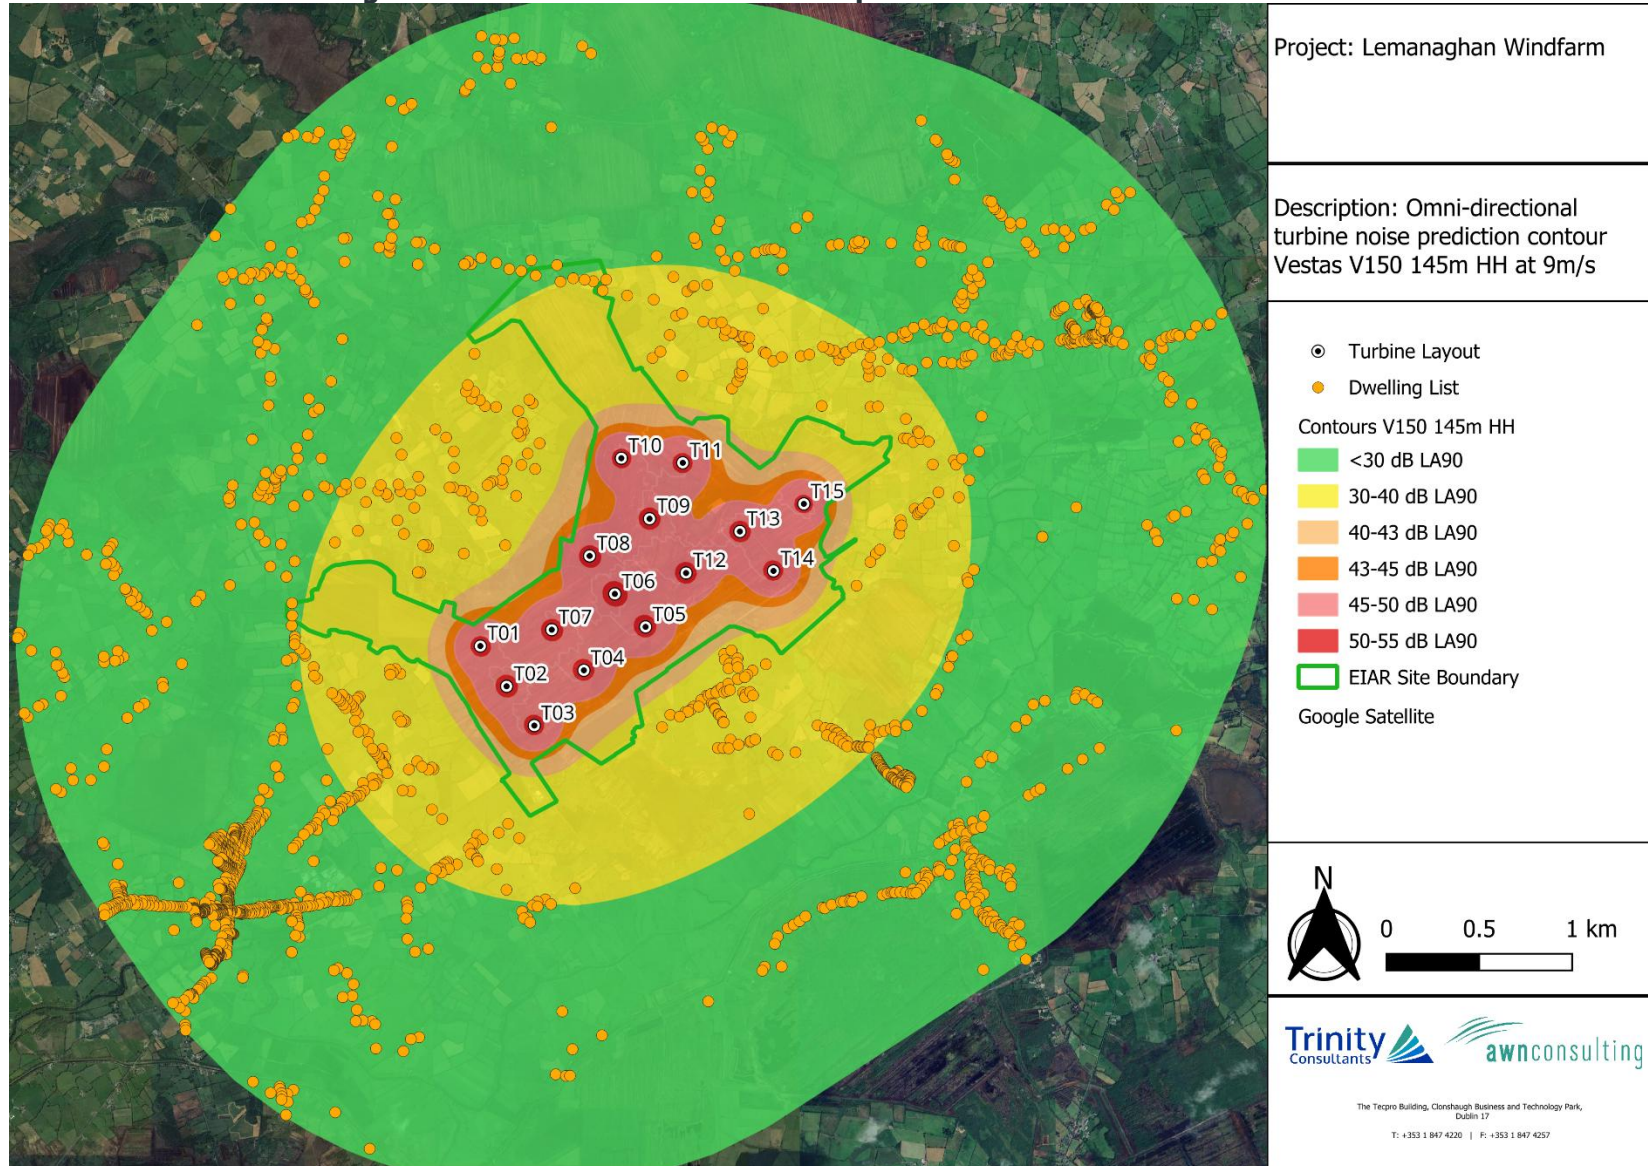 Project: Lemanaghan Windfarm
Description: Omni-directional
turbine noise prediction contour
Vestas V150 145m HH at 9m/s
Turbine Layout
Dwelling List
Contours V150 145m HH
<30 dB LA90
30-40 dB LA90
40-43 dB LA90
43-45 dB LA90
45-50 dB LA90
50-55 dB LA90
EIAR Site Boundary
Google Satellite
T10
T11
T15
T09
T13
T08
T12
T14
T06
T05
T07
T01
T04
T02
T03
N
0 0.5 1 km
Trinity
Consultants
awnconsulting
The Tecpro Building, Clonshaugh Business and Technology Park,
Dublin 17
T: +353 1 847 4220 | F: +353 1 847 4257